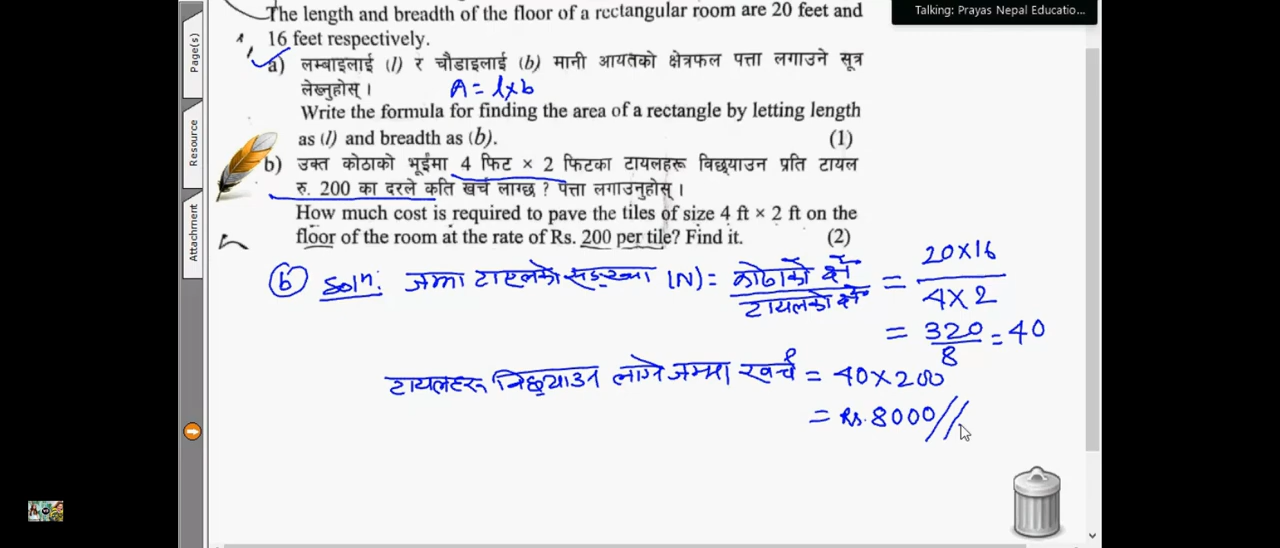 Talking: Prayas Nepal Educatio...
Page(s)
Resource
Attachment
The length and breadth of the floor of a rectangular room are 20 feet and
16 feet respectively.
a) लम्बाइलाई (l) र चौडाइलाई (b) मानी आयतको क्षेत्रफल पत्ता लगाउने सूत्र
लेख्नुहोस् । A = l×b
Write the formula for finding the area of a rectangle by letting length
as (l) and breadth as (b). (1)
b) उक्त कोठाको भूईंमा 4 फिट × 2 फिटका टायलहरू विछ्याउन प्रति टायल
रु. 200 का दरले कति खर्च लाग्छ ? पत्ता लगाउनुहोस् ।
How much cost is required to pave the tiles of size 4 ft × 2 ft on the
floor of the room at the rate of Rs. 200 per tile? Find it. (2)
(b) Solⁿ: जम्मा टाएलको सङ्ख्या (N) = कोठाको क्षे / टायलको क्षे = 20×16 / 4×2
= 320/8 = 40
टायलहरू बिछ्याउन लाग्ने जम्मा खर्च = 40×200
= Rs. 8000//